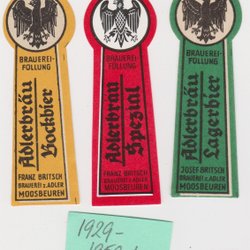 BRAUEREI-
FÜLLUNG
Adlerbräu
Bockbier
FRANZ BRITSCH
BRAUEREI Z. ADLER
MOOSBEUREN
BRAUEREI-
FÜLLUNG
Adlerbräu
Spezial
FRANZ BRITSCH
BRAUEREI Z. ADLER
MOOSBEUREN
BRAUEREI-
FÜLLUNG
Adlerbräu
Lagerbier
JOSEF BRITSCH
BRAUEREI Z. ADLER
MOOSBEUREN
1929-